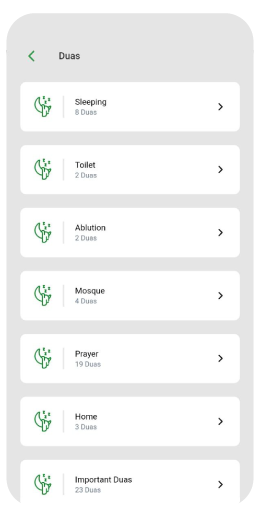 Duas
Sleeping
8 Duas
Toilet
2 Duas
Ablution
2 Duas
Mosque
4 Duas
Prayer
19 Duas
Home
3 Duas
Important Duas
23 Duas